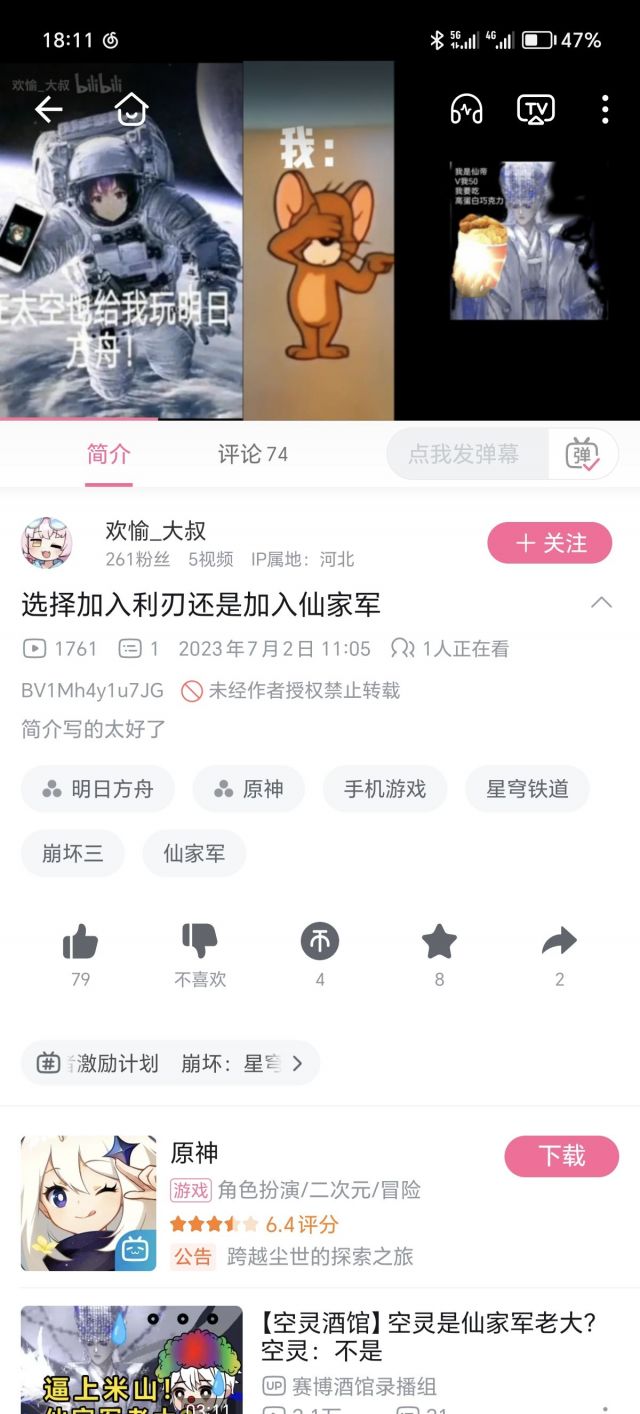 18:11
5G
4G
47%
欢愉_大叔 bilibili
TV
我：
我是仙帝
V我50
我要吃
高蛋白巧克力
在太空也给我玩明日
方舟！
简介
评论 74
点我发弹幕
弹
欢愉_大叔
261粉丝 5视频 IP属地：河北
＋ 关注
选择加入利刃还是加入仙家军
1761 1 2023年7月2日 11:05 1人正在看
BV1Mh4y1u7JG 未经作者授权禁止转载
简介写的太好了
明日方舟 原神 手机游戏 星穹铁道
崩坏三 仙家军
79 不喜欢 4 8 2
激励计划 崩坏：星穹
原神
下载
游戏 角色扮演/二次元/冒险
6.4评分
公告 跨越尘世的探索之旅
逼上米山！
03:11
【空灵酒馆】空灵是仙家军老大？
空灵：不是
UP 赛博酒馆录播组